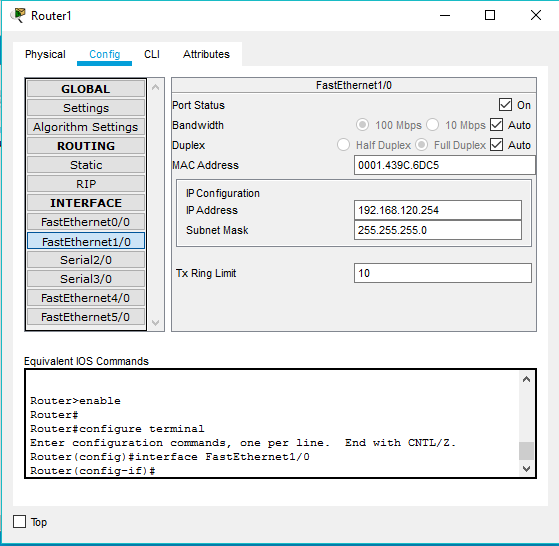 Router1
Physical Config CLI Attributes
GLOBAL
Settings
Algorithm Settings
ROUTING
Static
RIP
INTERFACE
FastEthernet0/0
FastEthernet1/0
Serial2/0
Serial3/0
FastEthernet4/0
FastEthernet5/0
FastEthernet1/0
Port Status On
Bandwidth 100 Mbps 10 Mbps Auto
Duplex Half Duplex Full Duplex Auto
MAC Address 0001.439C.6DC5
IP Configuration
IP Address 192.168.120.254
Subnet Mask 255.255.255.0
Tx Ring Limit 10
Equivalent IOS Commands
Router>enable
Router#
Router#configure terminal
Enter configuration commands, one per line. End with CNTL/Z.
Router(config)#interface FastEthernet1/0
Router(config-if)#
Top